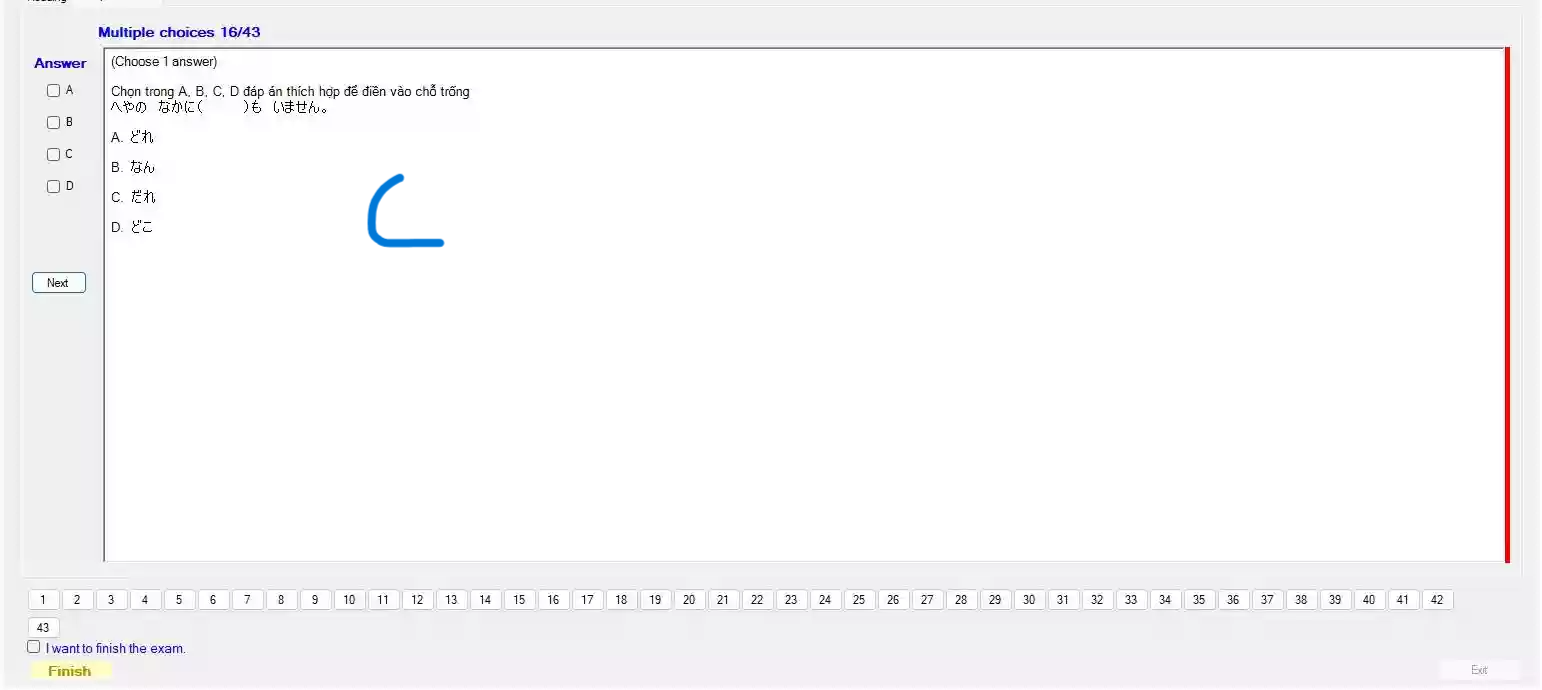 Multiple choices 16/43
Answer
(Choose 1 answer)
A
B
C
D
Chọn trong A, B, C, D đáp án thích hợp để điền vào chỗ trống
へやの なかに( )も いません。
A. どれ
B. なん
C. だれ
D. どこ
Next
1 2 3 4 5 6 7 8 9 10 11 12 13 14 15 16 17 18 19 20 21 22 23 24 25 26 27 28 29 30 31 32 33 34 35 36 37 38 39 40 41 42
43
I want to finish the exam.
Finish
Exit